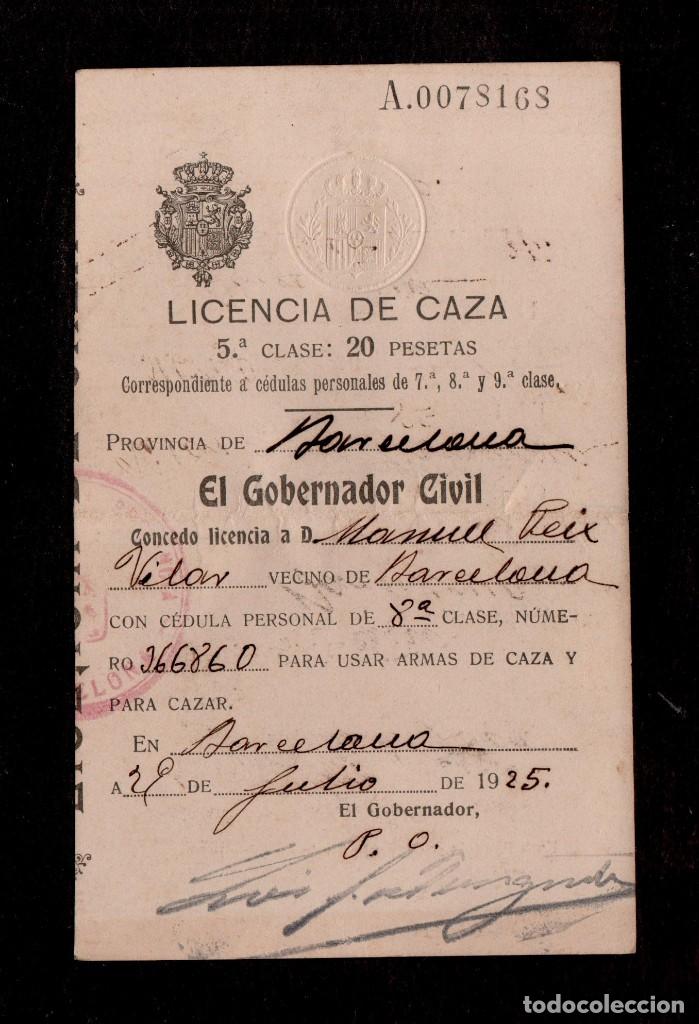 A.0078168
LICENCIA DE CAZA
5.ª CLASE: 20 PESETAS
Correspondiente a cédulas personales de 7.ª, 8.ª y 9.ª clase.
PROVINCIA DE Barcelona
El Gobernador Civil
Concedo licencia a D. Manuel Peix
Vilar VECINO DE Barcelona
CON CÉDULA PERSONAL DE 8ª CLASE, NÚME-
RO 366860 PARA USAR ARMAS DE CAZA Y
PARA CAZAR.
EN Barcelona
A DE Julio DE 1925.
El Gobernador,
P. O.
todocoleccion